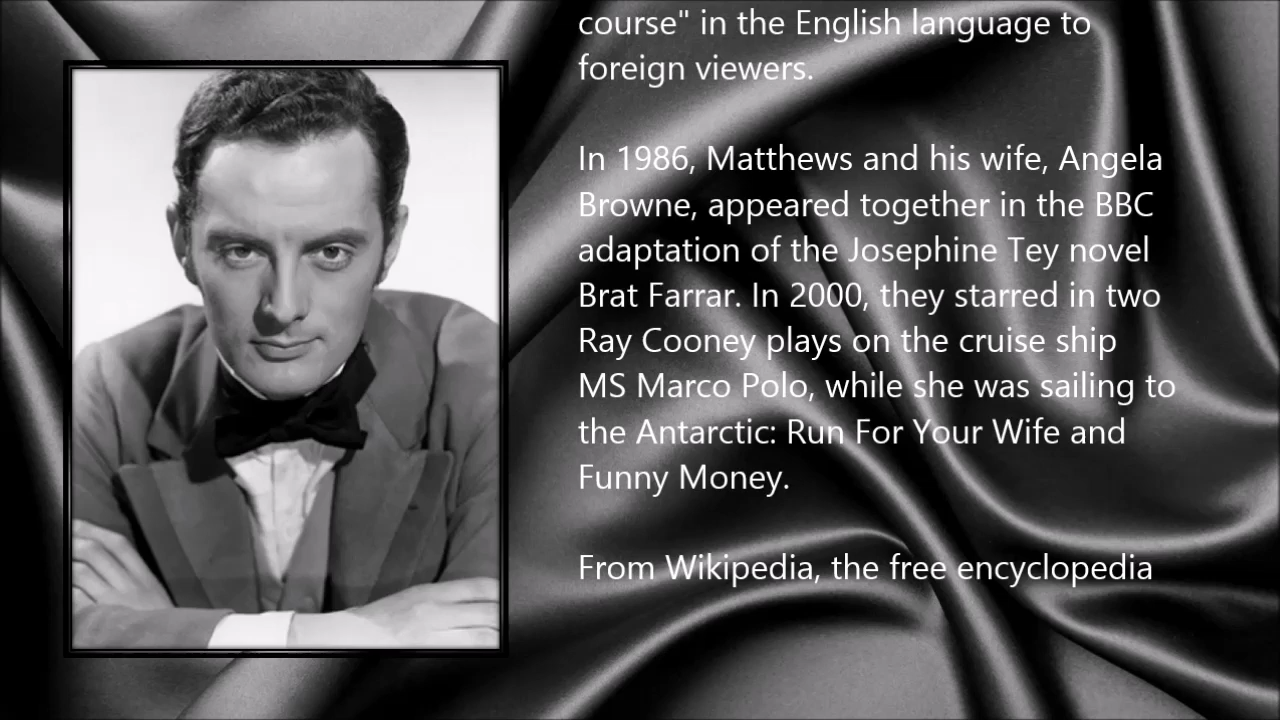 course" in the English language to
foreign viewers.
In 1986, Matthews and his wife, Angela
Browne, appeared together in the BBC
adaptation of the Josephine Tey novel
Brat Farrar. In 2000, they starred in two
Ray Cooney plays on the cruise ship
MS Marco Polo, while she was sailing to
the Antarctic: Run For Your Wife and
Funny Money.
From Wikipedia, the free encyclopedia